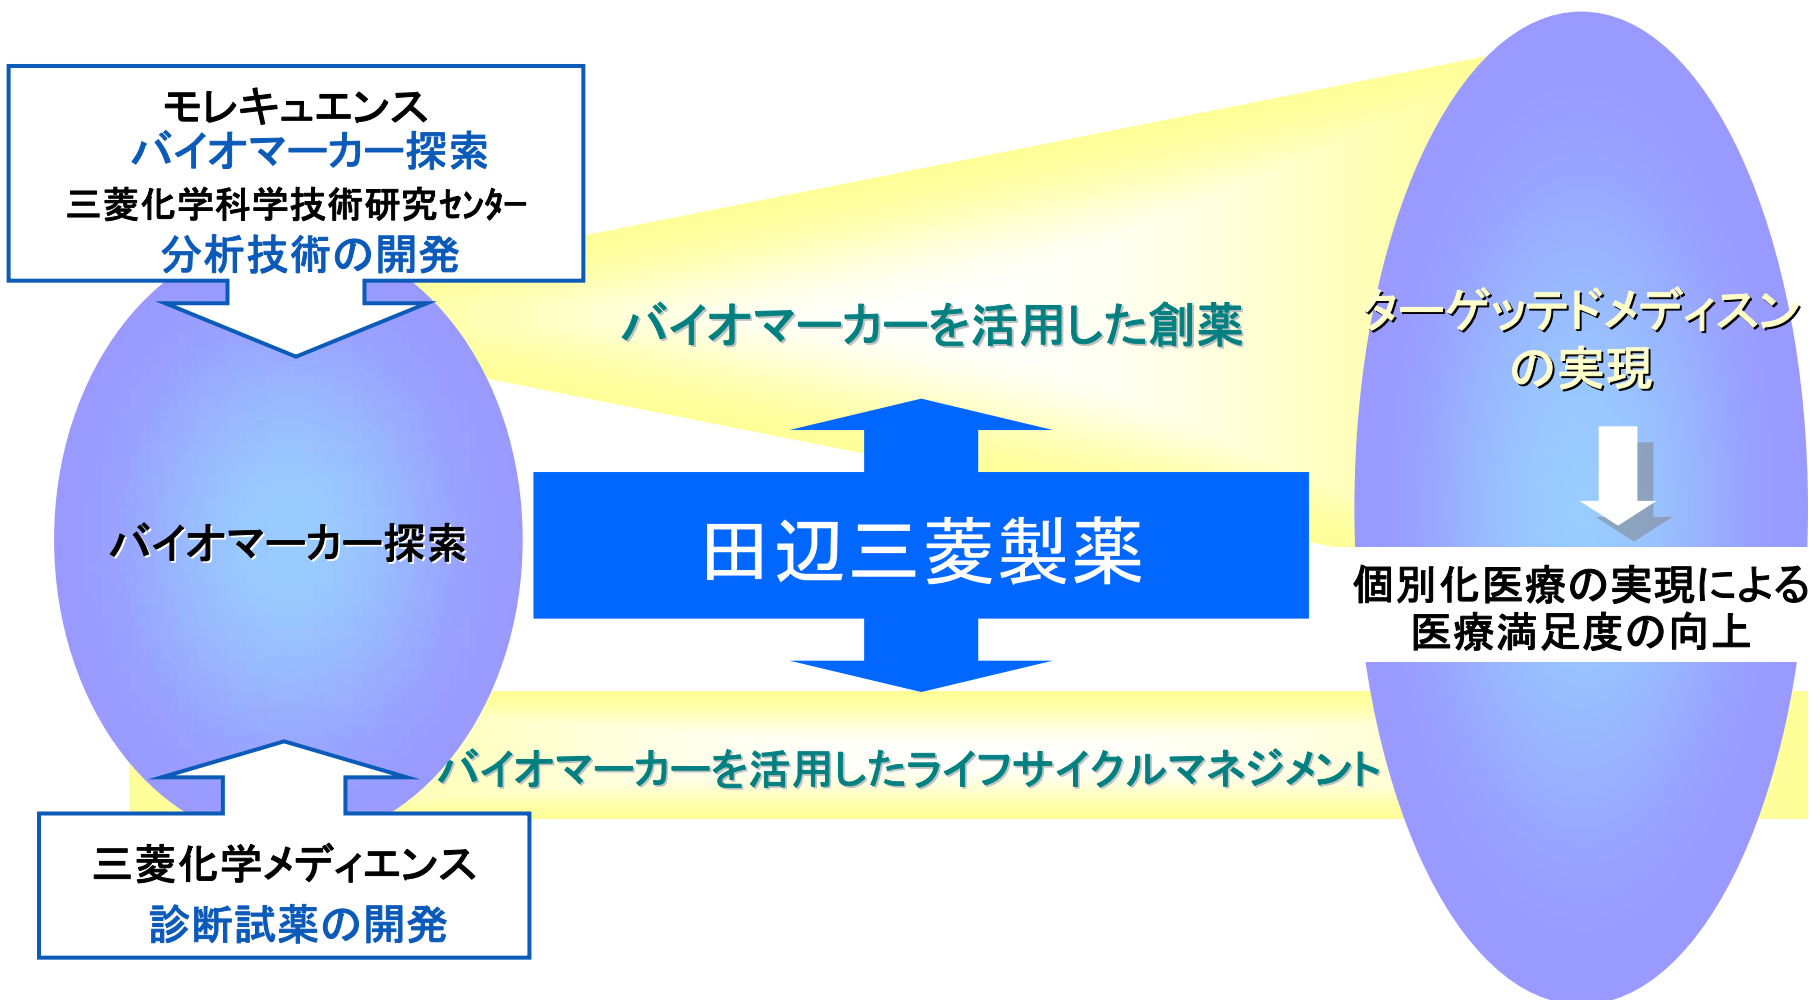 モレキュエンス
バイオマーカー探索
三菱化学科学技術研究ｾﾝﾀｰ
分析技術の開発
バイオマーカーを活用した創薬
ターゲッテドメディスン
の実現
バイオマーカー探索
田辺三菱製薬
個別化医療の実現による
医療満足度の向上
バイオマーカーを活用したライフサイクルマネジメント
三菱化学メディエンス
診断試薬の開発